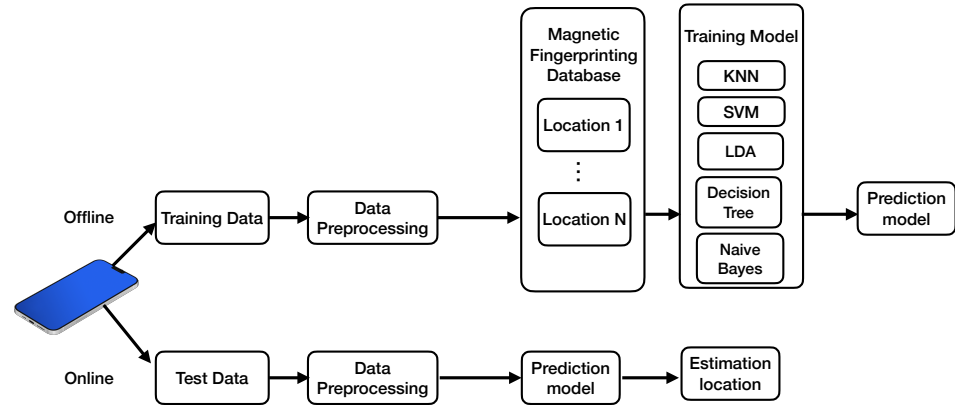 Magnetic
Fingerprinting
Database
Location 1
⋮
Location N
Training Model
KNN
SVM
LDA
Decision
Tree
Naive
Bayes
Offline
Training Data
Data
Preprocessing
Prediction
model
Online
Test Data
Data
Preprocessing
Prediction
model
Estimation
location